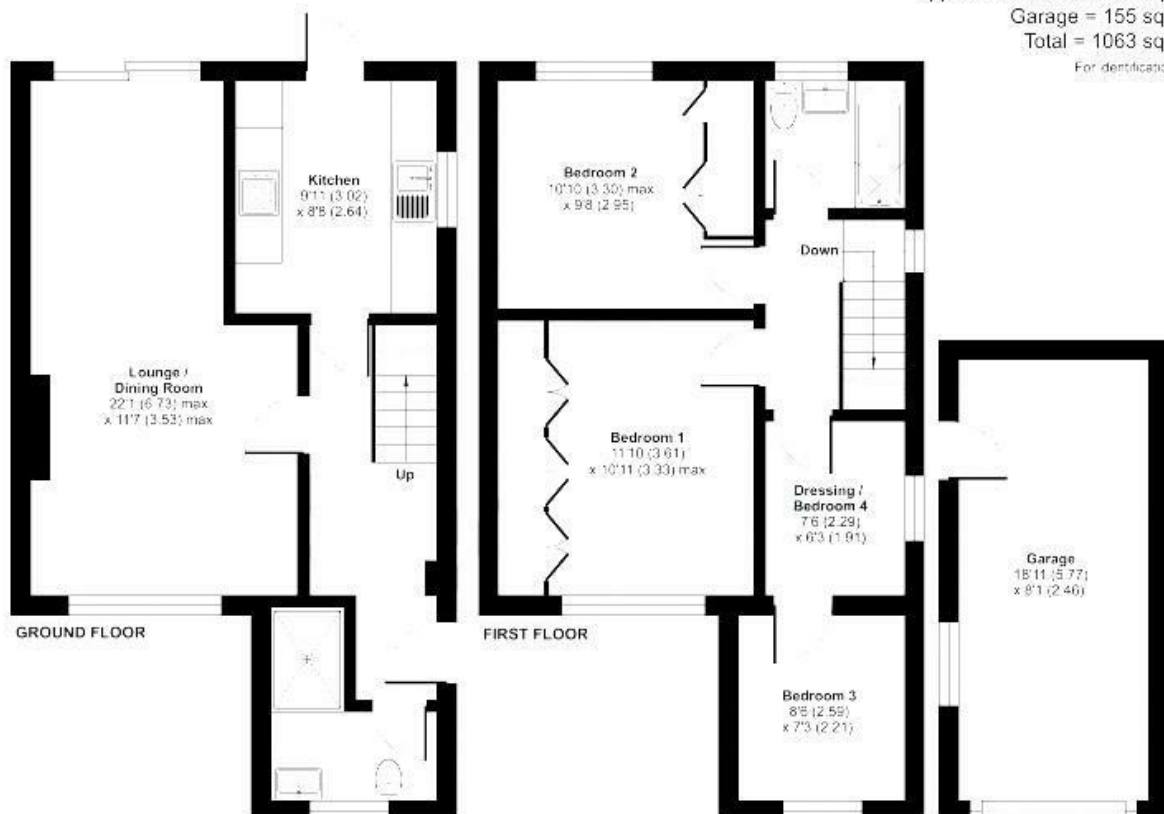 Garage = 155 sq
Total = 1063 sq
For identificatio
Kitchen
9'11 (3.02)
x 8'8 (2.64)
Bedroom 2
10'10 (3.30) max
x 9'8 (2.95)
Down
Lounge /
Dining Room
22'1 (6.73) max
x 11'7 (3.53) max
Up
Bedroom 1
11'10 (3.61)
x 10'11 (3.33) max
Dressing /
Bedroom 4
7'6 (2.29)
x 6'3 (1.91)
Garage
18'11 (5.77)
x 8'1 (2.46)
GROUND FLOOR
FIRST FLOOR
Bedroom 3
8'6 (2.59)
x 7'3 (2.21)